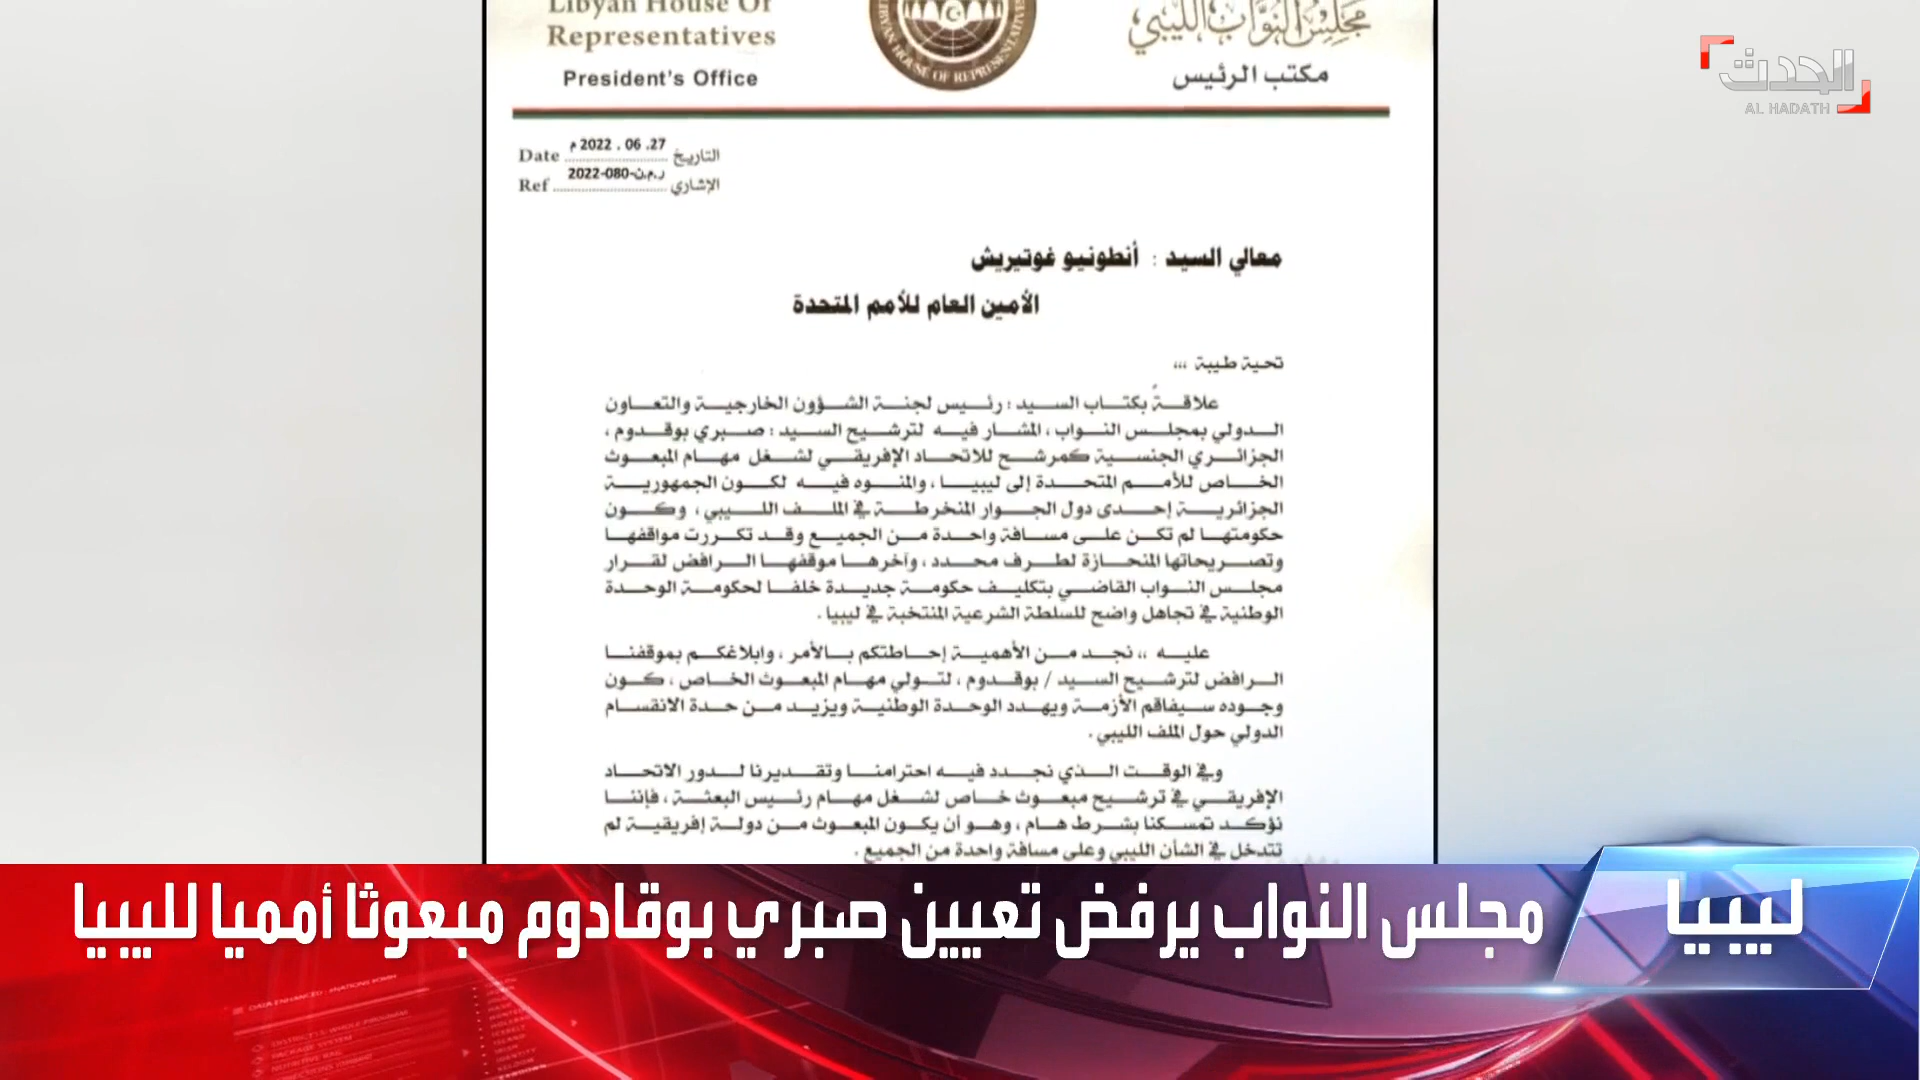 Libyan House Of
Representatives
President's Office
LIBYAN HOUSE OF REPRESENTATIVES
مجلس النواب الليبي
مكتب الرئيس
الحدث
AL HADATH
Date 27. 06 . 2022 م التاريخ
Ref ر.م.ن-080-2022 الإشاري
معالي السيد : أنطونيو غوتيريش
الأمين العام للأمم المتحدة
تحية طيبة ،،،
علاقةً بكتاب السيد : رئيس لجنة الشؤون الخارجية والتعاون
الدولي بمجلس النواب ، المشار فيه لترشيح السيد : صبري بوقدوم ،
الجزائري الجنسية كمرشح للاتحاد الإفريقي لشغل مهام المبعوث
الخاص للأمم المتحدة إلى ليبيا ، والمنوه فيه لكون الجمهورية
الجزائرية إحدى دول الجوار المنخرطة في الملف الليبي ، وكون
حكومتها لم تكن على مسافة واحدة من الجميع وقد تكررت مواقفها
وتصريحاتها المنحازة لطرف محدد ، وآخرها موقفها الرافض لقرار
مجلس النواب القاضي بتكليف حكومة جديدة خلفا لحكومة الوحدة
الوطنية في تجاهل واضح للسلطة الشرعية المنتخبة في ليبيا .
عليه ،، نجد من الأهمية إحاطتكم بالأمر ، وابلاغكم بموقفنا
الرافض لترشيح السيد / بوقدوم ، لتولي مهام المبعوث الخاص ، كون
وجوده سيفاقم الأزمة ويهدد الوحدة الوطنية ويزيد من حدة الانقسام
الدولي حول الملف الليبي .
وفي الوقت الذي نجدد فيه احترامنا وتقديرنا لدور الاتحاد
الإفريقي في ترشيح مبعوث خاص لشغل مهام رئيس البعثة ، فإننا
نؤكد تمسكنا بشرط هام ، وهو أن يكون المبعوث من دولة إفريقية لم
تتدخل في الشأن الليبي وعلى مسافة واحدة من الجميع .
ليبيا
مجلس النواب يرفض تعيين صبري بوقادوم مبعوثا أمميا لليبيا